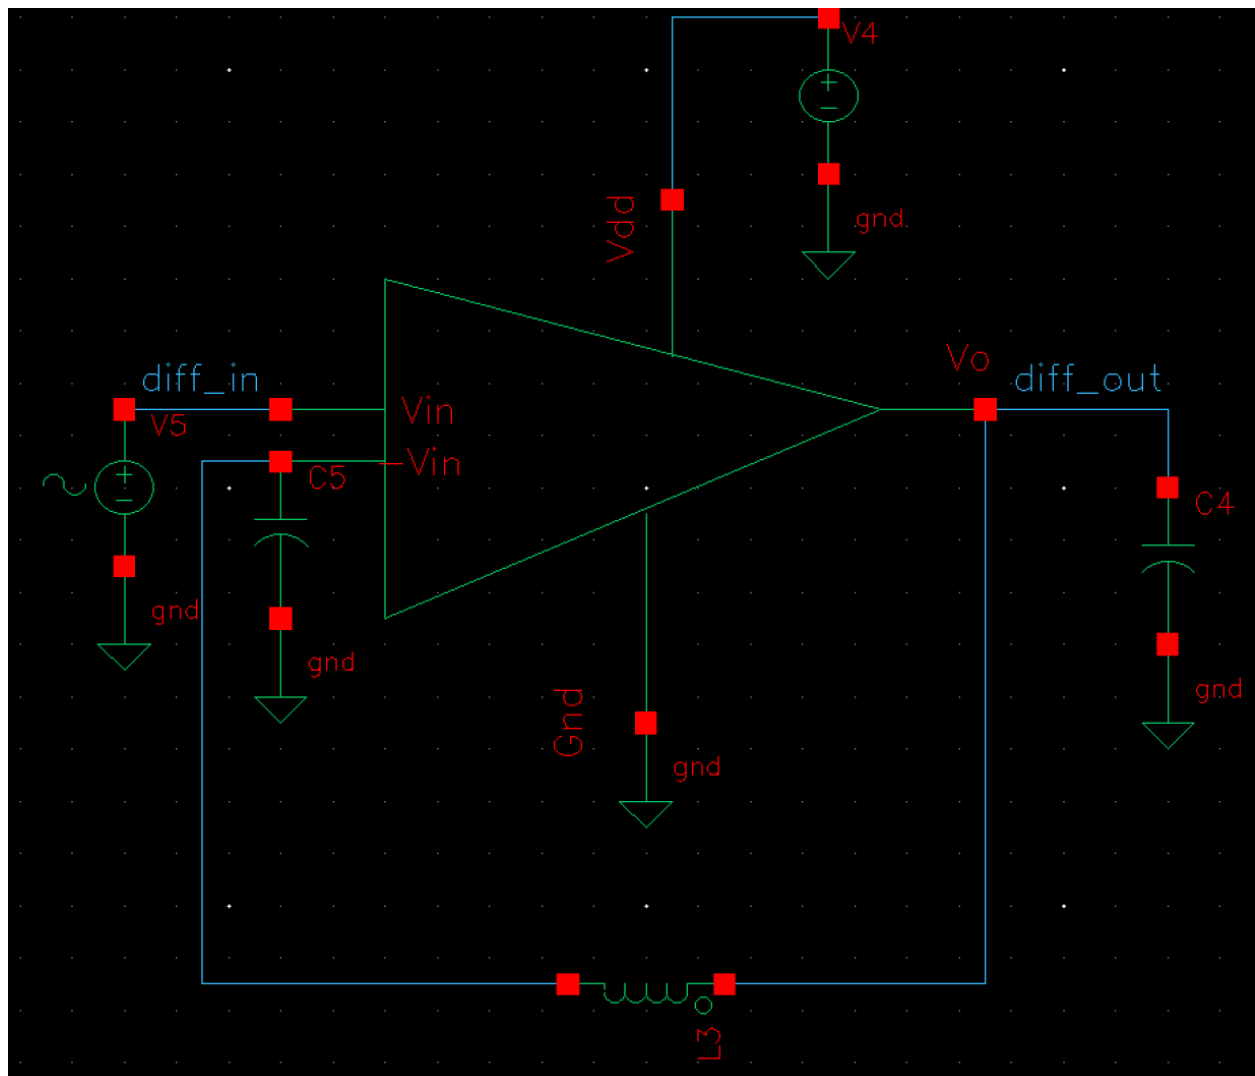 V4
Vdd
gnd
Vo
diff_in
diff_out
Vin
V5
-Vin
C5
C4
gnd
gnd
gnd
Gnd
gnd
L3